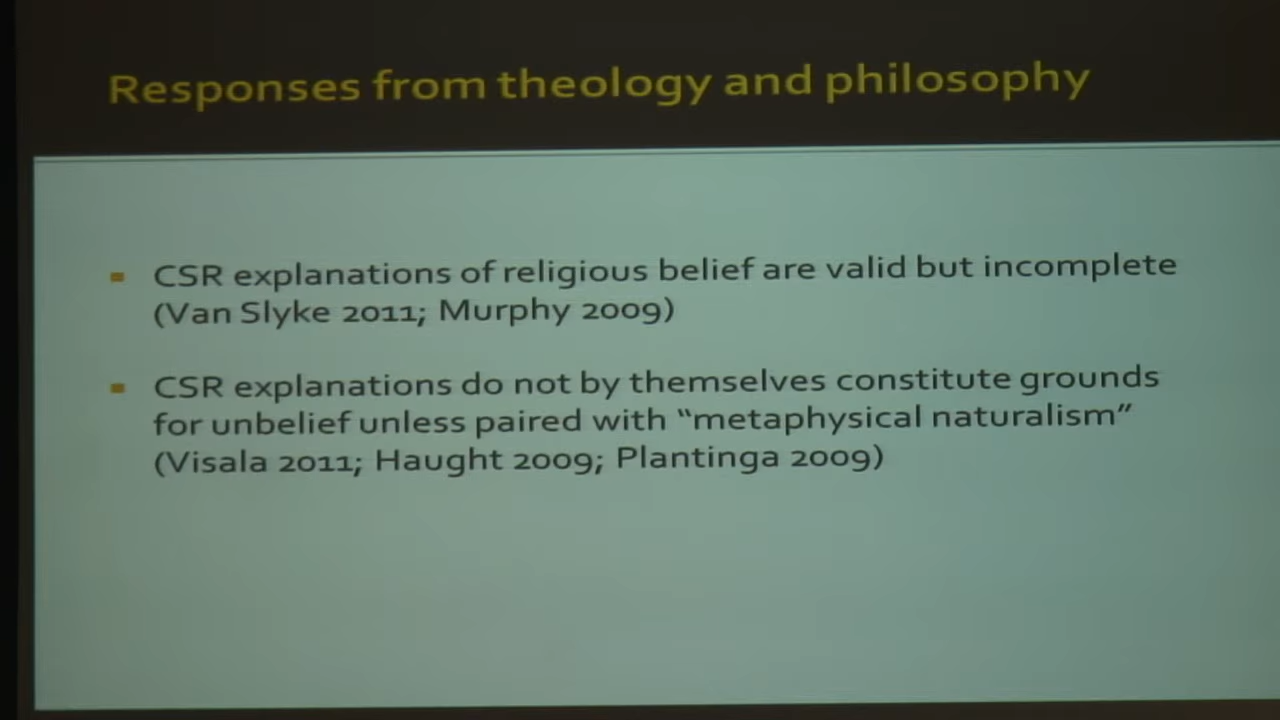 Responses from theology and philosophy
CSR explanations of religious belief are valid but incomplete
(Van Slyke 2011; Murphy 2009)
CSR explanations do not by themselves constitute grounds
for unbelief unless paired with “metaphysical naturalism”
(Visala 2011; Haught 2009; Plantinga 2009)